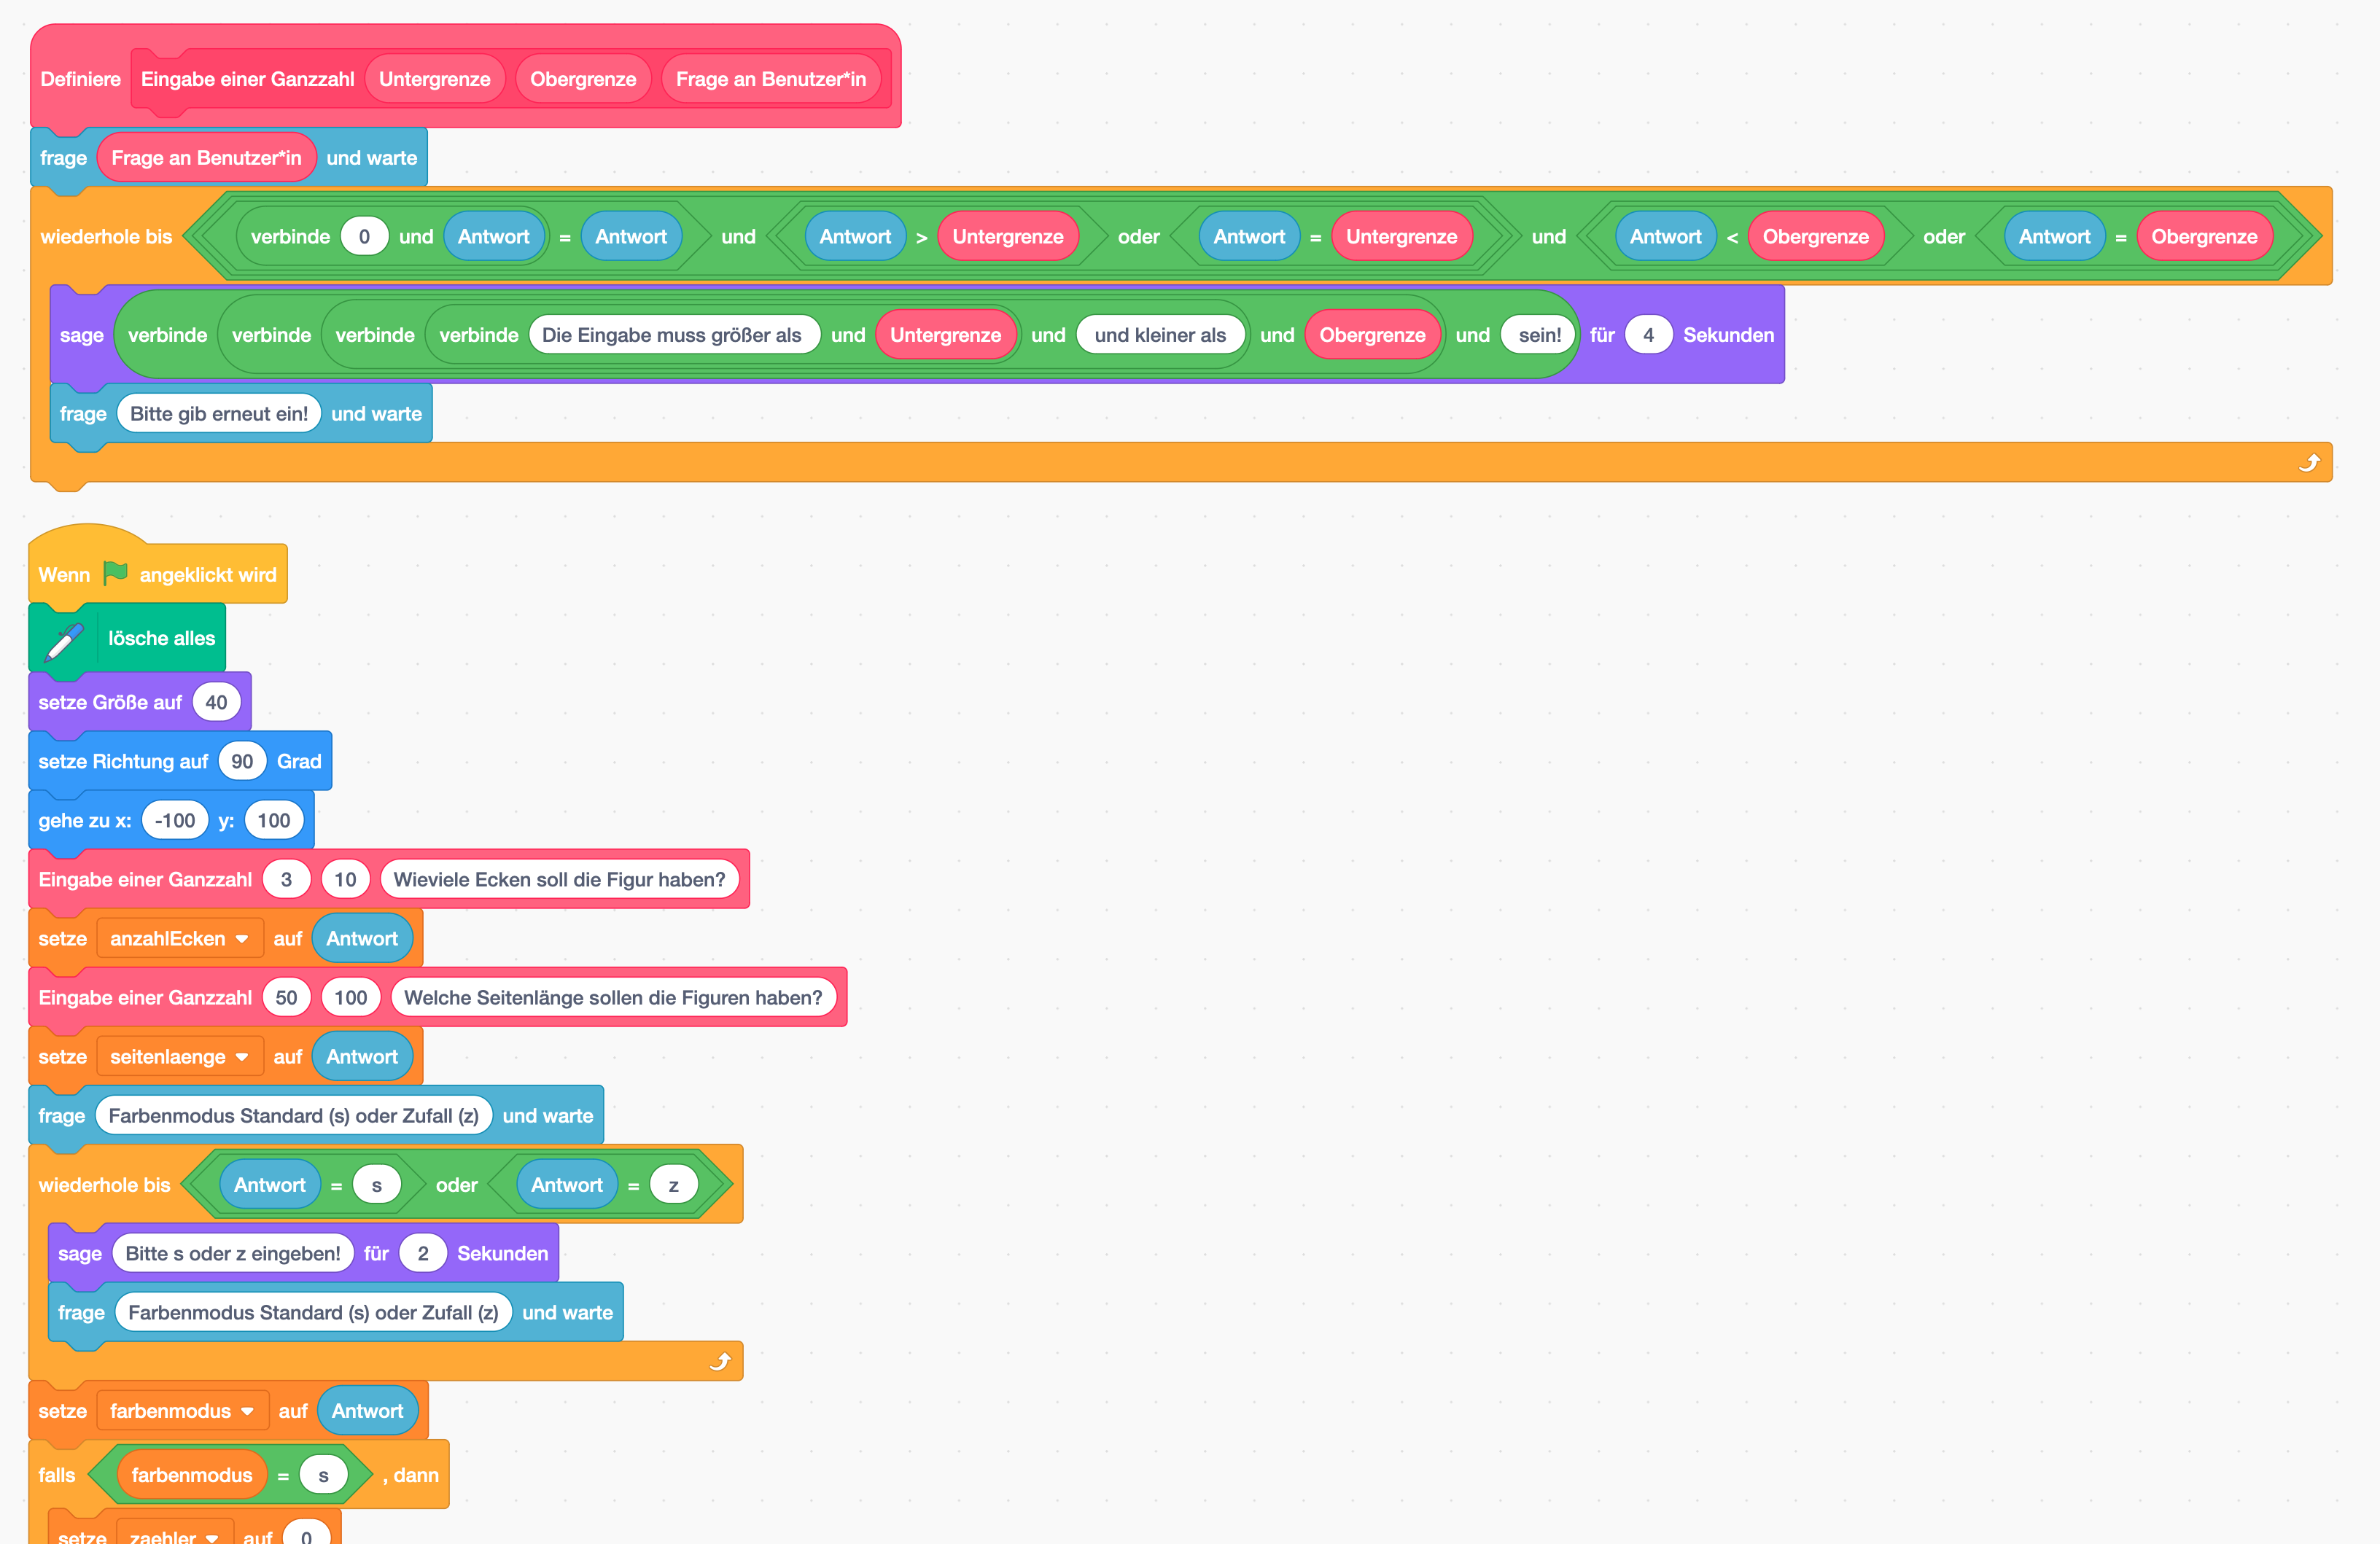 Definiere Eingabe einer Ganzzahl Untergrenze Obergrenze Frage an Benutzer*in
frage Frage an Benutzer*in und warte
wiederhole bis verbinde 0 und Antwort = Antwort und Antwort > Untergrenze oder Antwort = Untergrenze und Antwort < Obergrenze oder Antwort = Obergrenze
sage verbinde verbinde verbinde verbinde Die Eingabe muss größer als und Untergrenze und und kleiner als und Obergrenze und sein! für 4 Sekunden
frage Bitte gib erneut ein! und warte
Wenn angeklickt wird
lösche alles
setze Größe auf 40
setze Richtung auf 90 Grad
gehe zu x: -100 y: 100
Eingabe einer Ganzzahl 3 10 Wieviele Ecken soll die Figur haben?
setze anzahlEcken auf Antwort
Eingabe einer Ganzzahl 50 100 Welche Seitenlänge sollen die Figuren haben?
setze seitenlaenge auf Antwort
frage Farbenmodus Standard (s) oder Zufall (z) und warte
wiederhole bis Antwort = s oder Antwort = z
sage Bitte s oder z eingeben! für 2 Sekunden
frage Farbenmodus Standard (s) oder Zufall (z) und warte
setze farbenmodus auf Antwort
falls farbenmodus = s , dann
setze zaehler auf 0